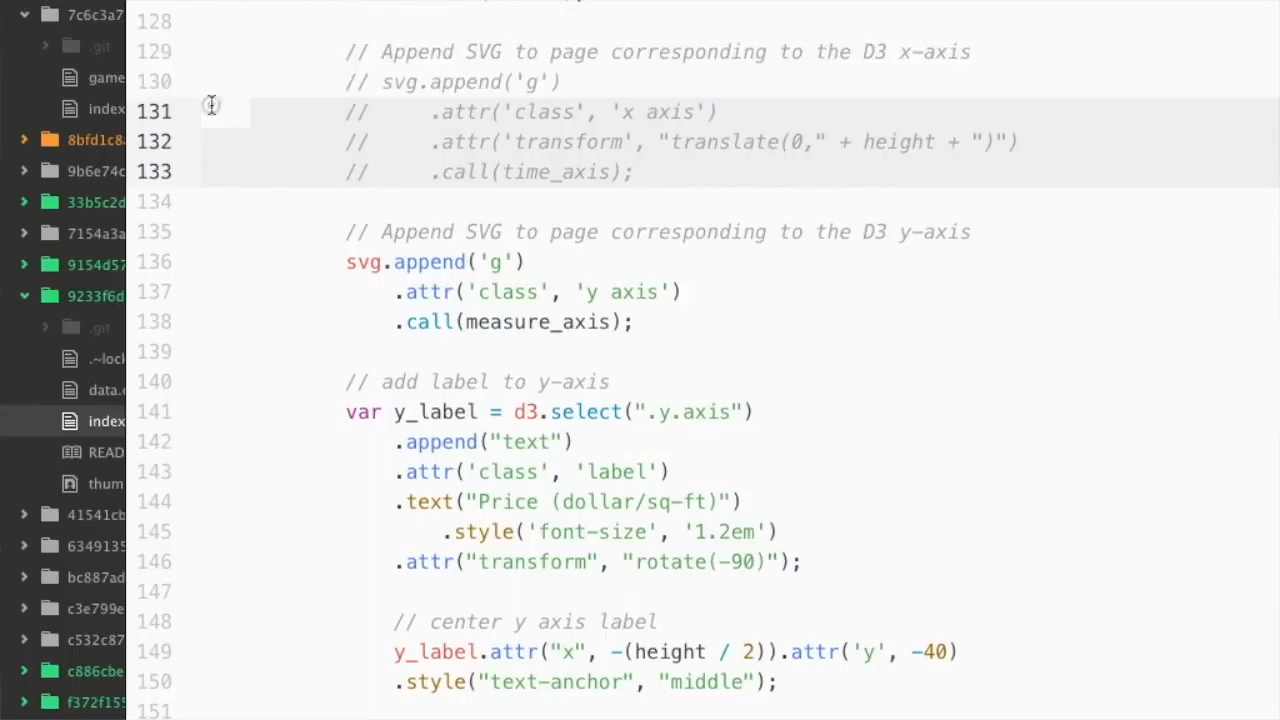 7c6c3a7
.git
game
index
8bfd1c8
9b6e74c
33b5c2d
7154a3a
9154d57
9233f6d
.git
.~lock
data.
index
READ
thum
41541cb
6349135
bc887ad
c3e799e
c532c87
c886cbe
f372f155
128
129 // Append SVG to page corresponding to the D3 x-axis
130 // svg.append('g')
131 // .attr('class', 'x axis')
132 // .attr('transform', "translate(0," + height + ")")
133 // .call(time_axis);
134
135 // Append SVG to page corresponding to the D3 y-axis
136 svg.append('g')
137 .attr('class', 'y axis')
138 .call(measure_axis);
139
140 // add label to y-axis
141 var y_label = d3.select(".y.axis")
142 .append("text")
143 .attr('class', 'label')
144 .text("Price (dollar/sq-ft)")
145 .style('font-size', '1.2em')
146 .attr("transform", "rotate(-90)");
147
148 // center y axis label
149 y_label.attr("x", -(height / 2)).attr('y', -40)
150 .style("text-anchor", "middle");
151